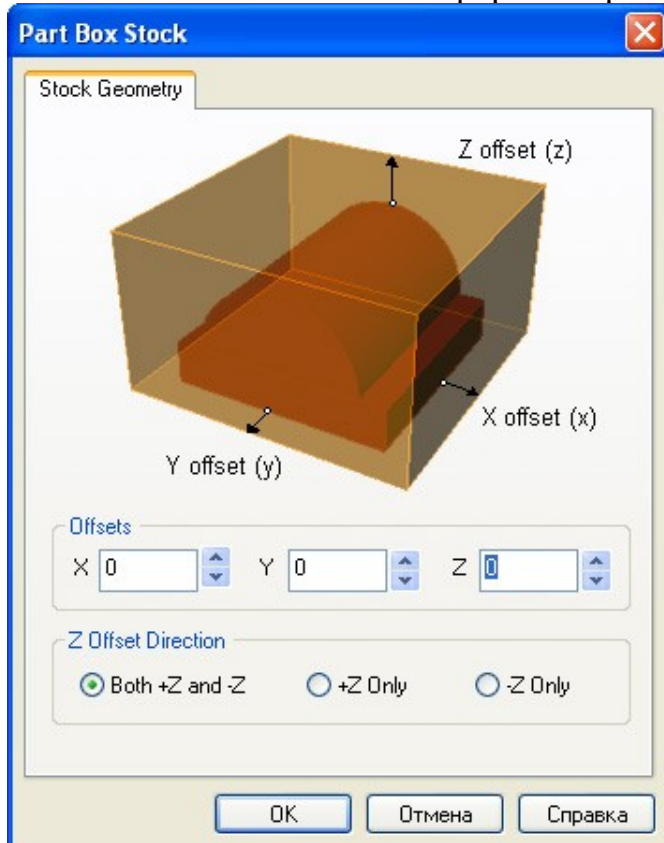 Part Box Stock
Stock Geometry
Z offset (z)
X offset (x)
Y offset (y)
Offsets
X 0 Y 0 Z 0
Z Offset Direction
Both +Z and -Z +Z Only -Z Only
OK Отмена Справка